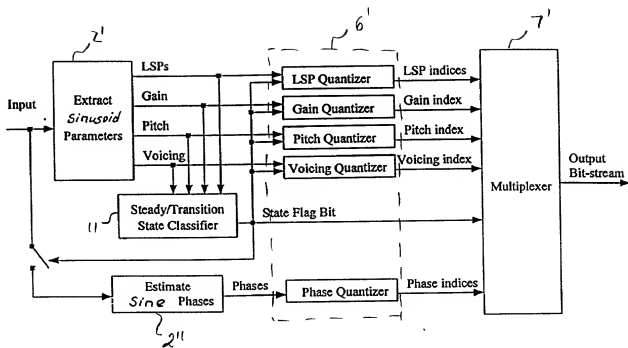 2'
6'
7'
LSPs
LSP Quantizer
LSP indices
Input
Extract
Sinusoid
Parameters
Gain
Gain Quantizer
Gain index
Pitch
Pitch Quantizer
Pitch index
Voicing
Voicing Quantizer
Voicing index
Multiplexer
Output
Bit-stream
11
Steady/Transition
State Classifier
State Flag Bit
Estimate
Sine Phases
Phases
Phase Quantizer
Phase indices
2"